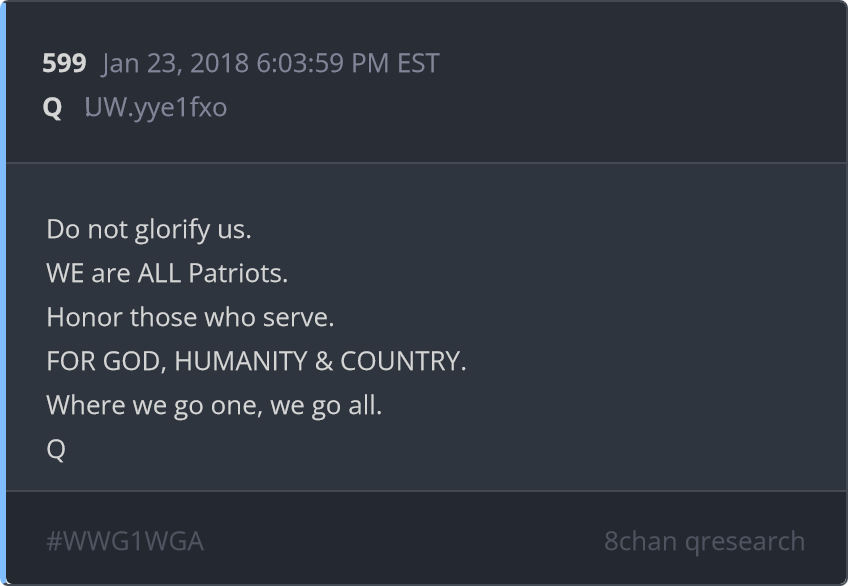 599 Jan 23, 2018 6:03:59 PM EST
Q UW.yye1fxo
Do not glorify us.
WE are ALL Patriots.
Honor those who serve.
FOR GOD, HUMANITY & COUNTRY.
Where we go one, we go all.
Q
#WWG1WGA 8chan qresearch